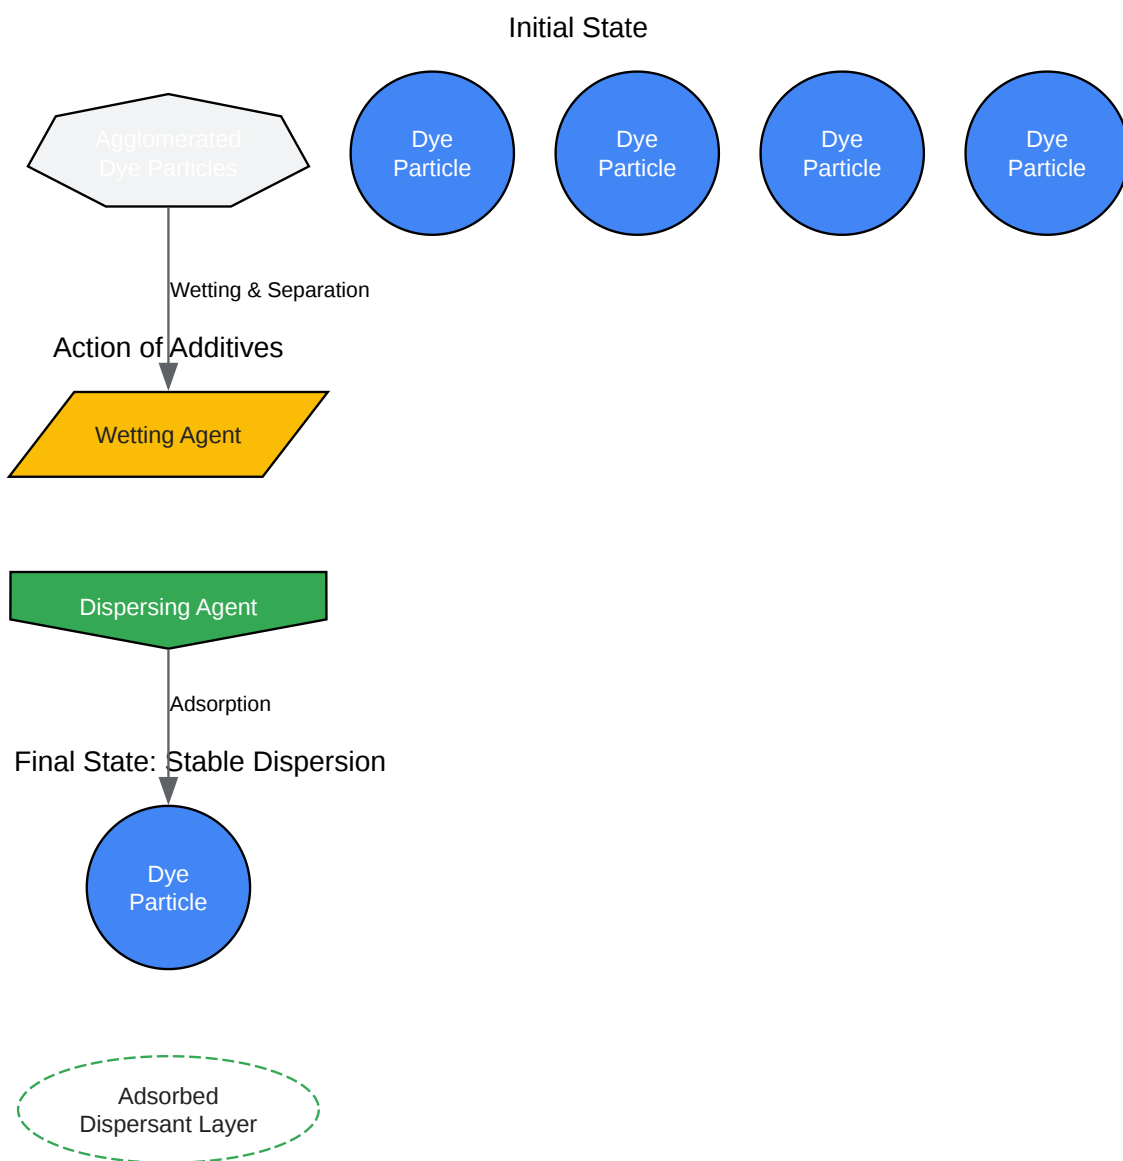 Initial State
Agglomerated
Dye Particles
Dye
Particle
Dye
Particle
Dye
Particle
Dye
Particle
Wetting & Separation
Action of Additives
Wetting Agent
Dispersing Agent
Adsorption
Final State: Stable Dispersion
Dye
Particle
Adsorbed
Dispersant Layer